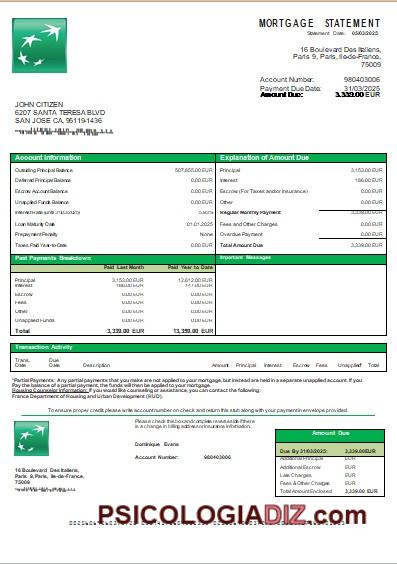 MORTGAGE STATEMENT
Statement Date: 05/03/2025
16 Boulevard Des Italiens,
Paris 9, Paris, Ile-de-France,
75009
Account Number: 980403006
Payment Due Date: 31/03/2025
Amount Due: 3,339.00 EUR
JOHN CITIZEN
6207 SANTA TERESA BLVD
SAN JOSE CA, 95119-1436
Account Information
Outstanding Principal Balance 507,655.00 EUR
Deferred Principal Balance 0.00 EUR
Escrow Account Balance 0.00 EUR
Unapplied Funds Balance 0.00 EUR
Interest Rate (until 31/03/2025)
Loan Maturity Date 01.01.2025
Prepayment Penalty None
Taxes Paid Year-to-Date 0.00 EUR
Explanation of Amount Due
Principal 3,153.00 EUR
Interest 186.00 EUR
Escrow (For Taxes and/or Insurance) 0.00 EUR
Other 0.00 EUR
Regular Monthly Payment 3,339.00 EUR
Fees and Other Charges 0.00 EUR
Overdue Payment 0.00 EUR
Total Amount Due 3,339.00 EUR
Past Payments Breakdown
Paid Last Month Paid Year to Date
Principal 3,153.00 EUR 12,612.00 EUR
Interest 186.00 EUR 747.00 EUR
Escrow 0.00 EUR 0.00 EUR
Fees 0.00 EUR 0.00 EUR
Other 0.00 EUR 0.00 EUR
Unapplied Funds 0.00 EUR 0.00 EUR
Total 3,339.00 EUR 13,359.00 EUR
Important Messages
Transaction Activity
Trans. Date Due Date Description Amount Principal Interest Escrow Fees Unapplied* Total
*Partial Payments: Any partial payments that you make are not applied to your mortgage, but instead are held in a separate unapplied account. If you
Pay the balance of a partial payment, the funds will then be applied to your mortgage.
Housing Counselor Information: If you would like counseling or assistance, you can contact the following:
France Department of Housing and Urban Development (HUD).
To ensure proper credit please write account number on check and return this stub along with your payment in envelope provided.
Please check this box and complete reverse side if there
is a change in billing address or insurance information.
Dominique Evans
Account Number: 980403006
16 Boulevard Des Italiens,
Paris 9, Paris, Ile-de-France,
75009
Amount Due
Due By 31/03/2025: 3,339.00 EUR
Additional Principal EUR
Additional Escrow EUR
Late Charges EUR
Fees & Other Charges EUR
Total Amount Enclosed 3,339.00 EUR
PSICOLOGIADIZ.com